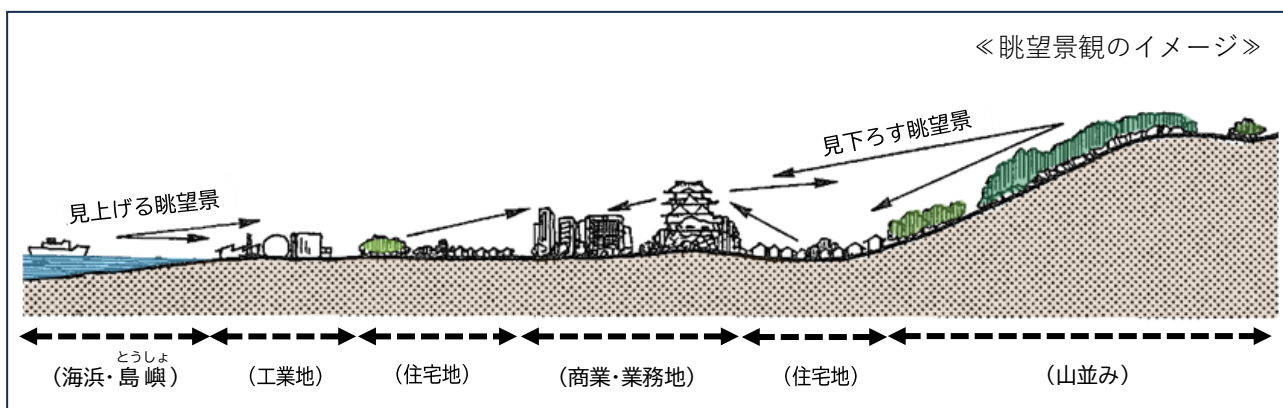 ≪眺望景観のイメージ≫
見下ろす眺望景
見上げる眺望景
とうしょ
（海浜・島嶼）
（工業地）
（住宅地）
（商業・業務地）
（住宅地）
（山並み）